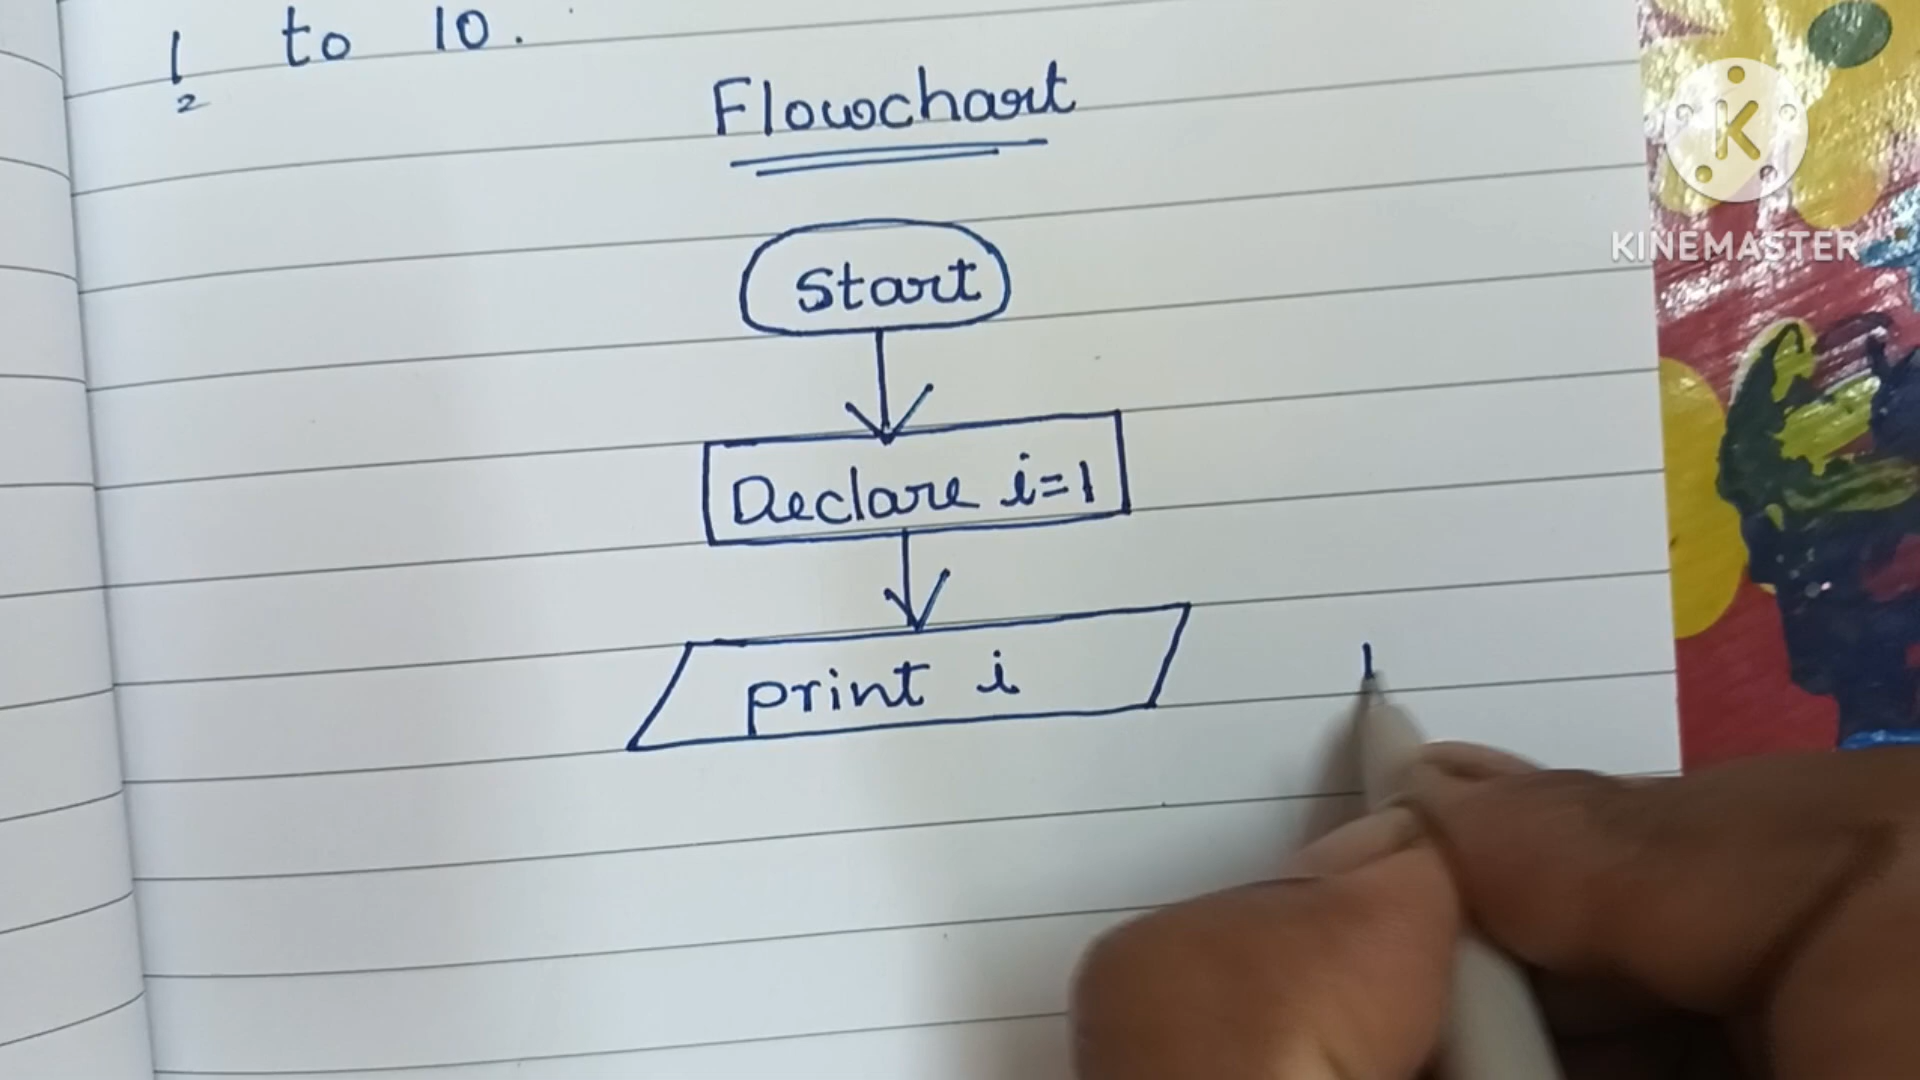 1 to 10.
2
Flowchart
K
KINEMASTER
Start
Declare i=1
print i
1